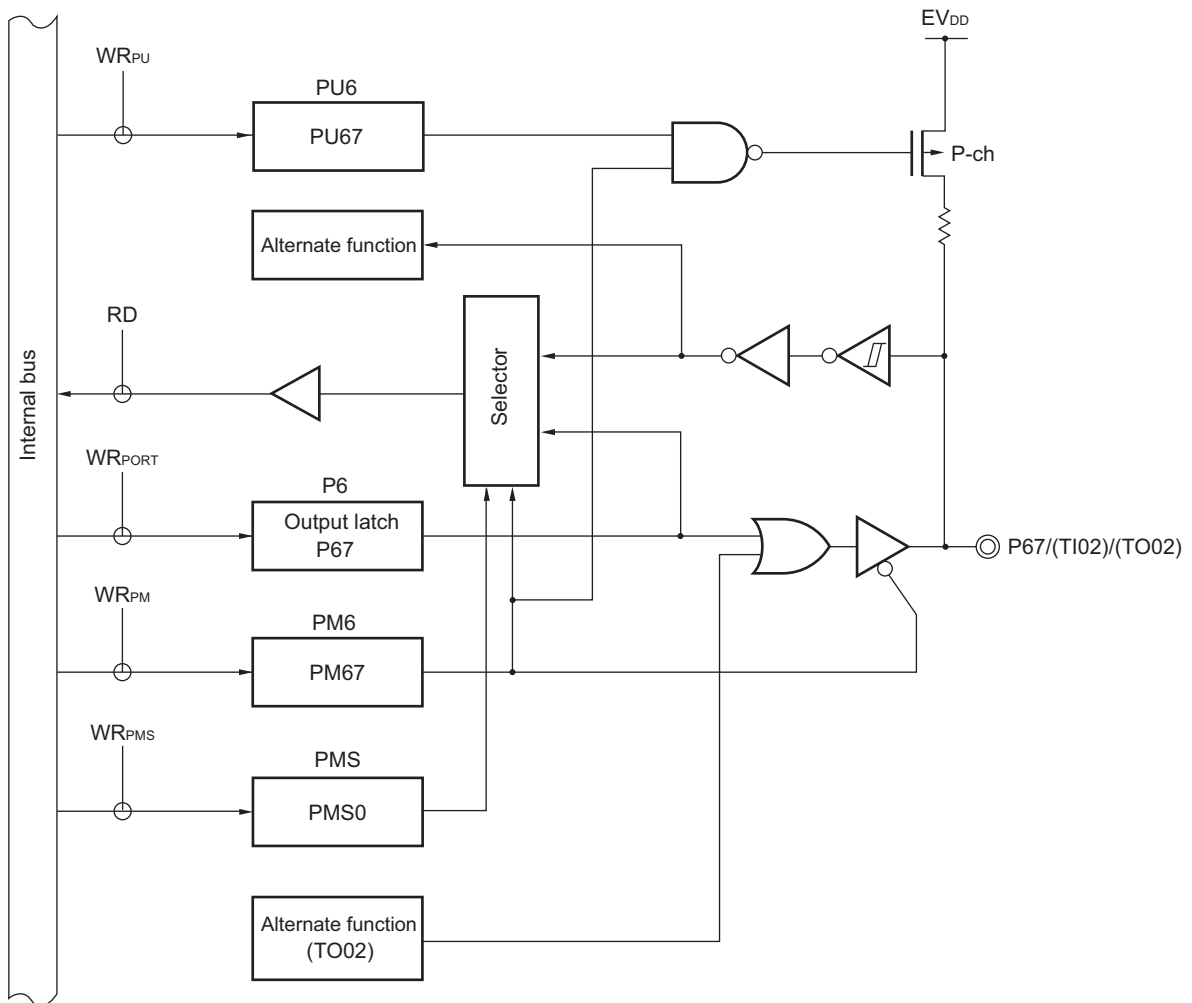 EVDD
WRPU
PU6
PU67
P-ch
Alternate function
RD
Selector
Internal bus
WRPORT
P6
Output latch
P67
P67/(TI02)/(TO02)
WRPM
PM6
PM67
WRPMS
PMS
PMS0
Alternate function
(TO02)